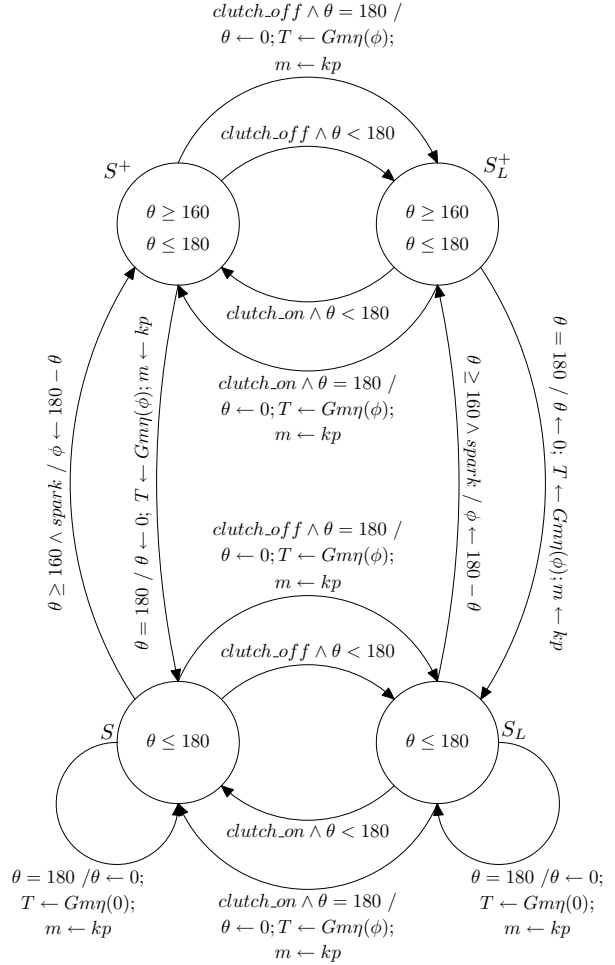 clutch_off ∧ θ = 180 /
θ ← 0; T ← Gmη(ϕ);
m ← kp
clutch_off ∧ θ < 180
S⁺
S_L⁺
θ ≥ 160
θ ≤ 180
θ ≥ 160
θ ≤ 180
clutch_on ∧ θ < 180
clutch_on ∧ θ = 180 /
θ ← 0; T ← Gmη(ϕ);
m ← kp
θ ≥ 160 ∧ spark / ϕ ← 180 − θ
θ = 180 / θ ← 0; T ← Gmη(ϕ); m ← kp
θ ≥ 160 ∧ spark / ϕ ← 180 − θ
θ = 180 / θ ← 0; T ← Gmη(ϕ); m ← kp
clutch_off ∧ θ = 180 /
θ ← 0; T ← Gmη(ϕ);
m ← kp
clutch_off ∧ θ < 180
S
S_L
θ ≤ 180
θ ≤ 180
clutch_on ∧ θ < 180
θ = 180 /θ ← 0;
T ← Gmη(0);
m ← kp
clutch_on ∧ θ = 180 /
θ ← 0; T ← Gmη(ϕ);
m ← kp
θ = 180 /θ ← 0;
T ← Gmη(0);
m ← kp